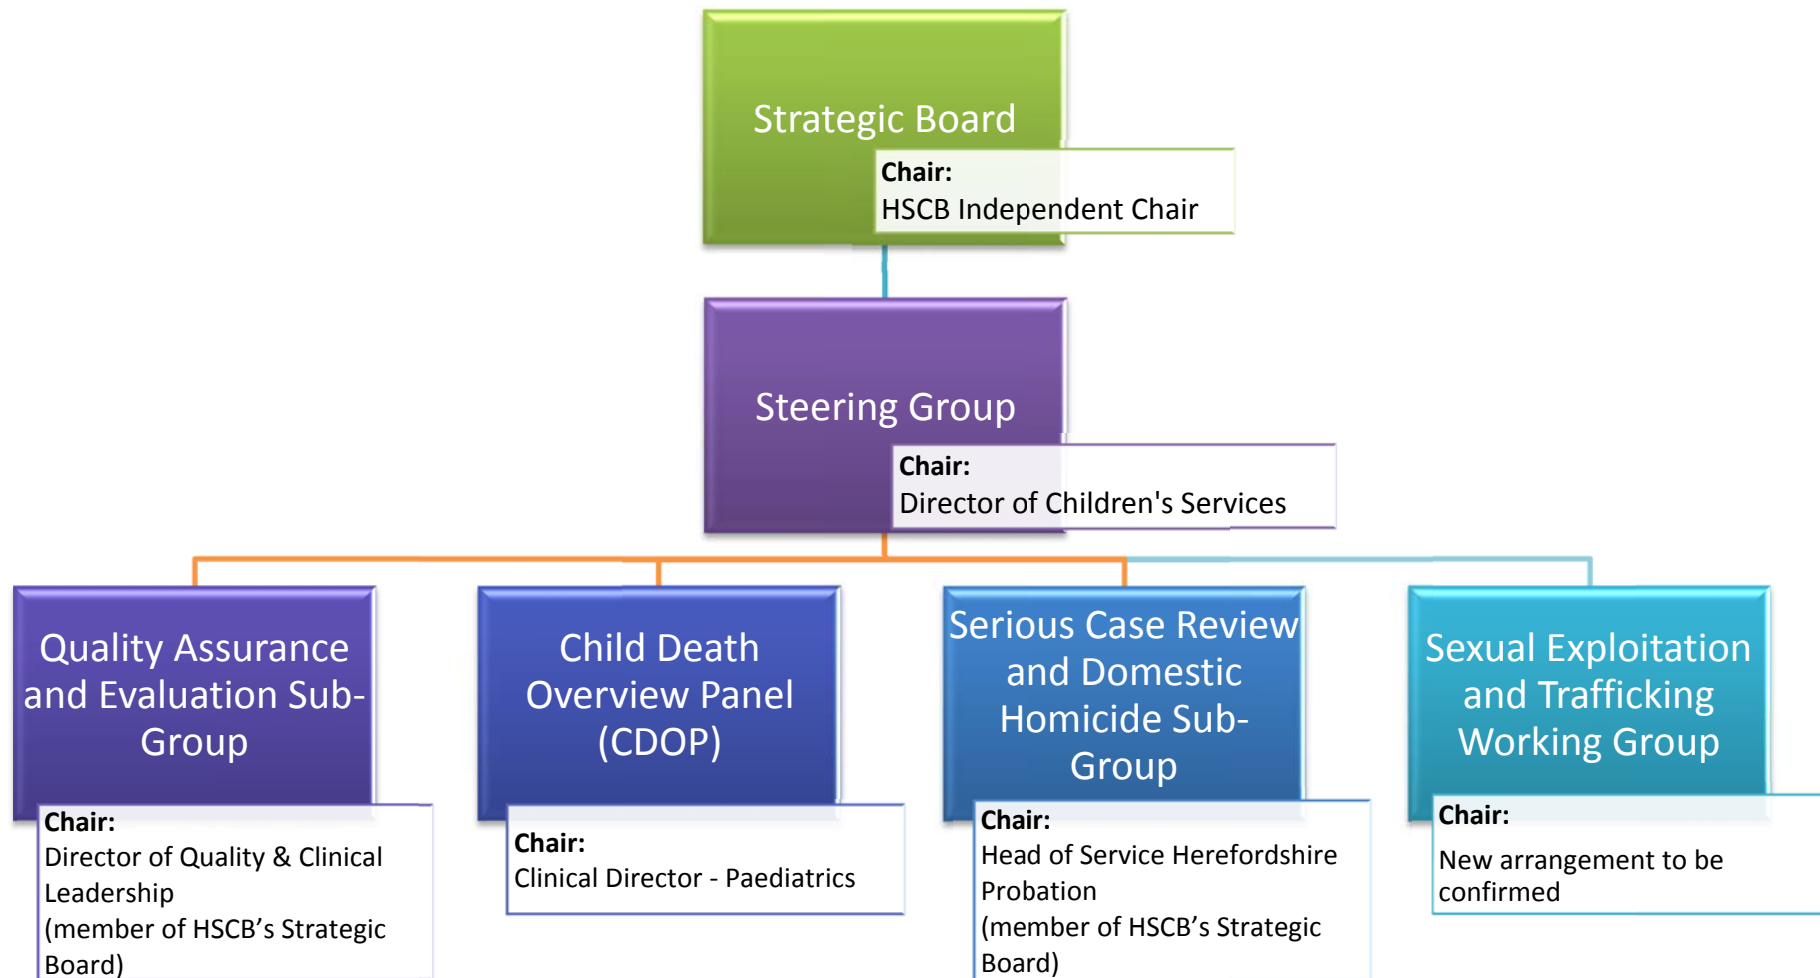 Strategic Board
Chair:
HSCB Independent Chair
Steering Group
Chair:
Director of Children's Services
Quality Assurance
and Evaluation Sub-
Group
Chair:
Director of Quality & Clinical
Leadership
(member of HSCB’s Strategic
Board)
Child Death
Overview Panel
(CDOP)
Chair:
Clinical Director - Paediatrics
Serious Case Review
and Domestic
Homicide Sub-
Group
Chair:
Head of Service Herefordshire
Probation
(member of HSCB’s Strategic
Board)
Sexual Exploitation
and Trafficking
Working Group
Chair:
New arrangement to be
confirmed